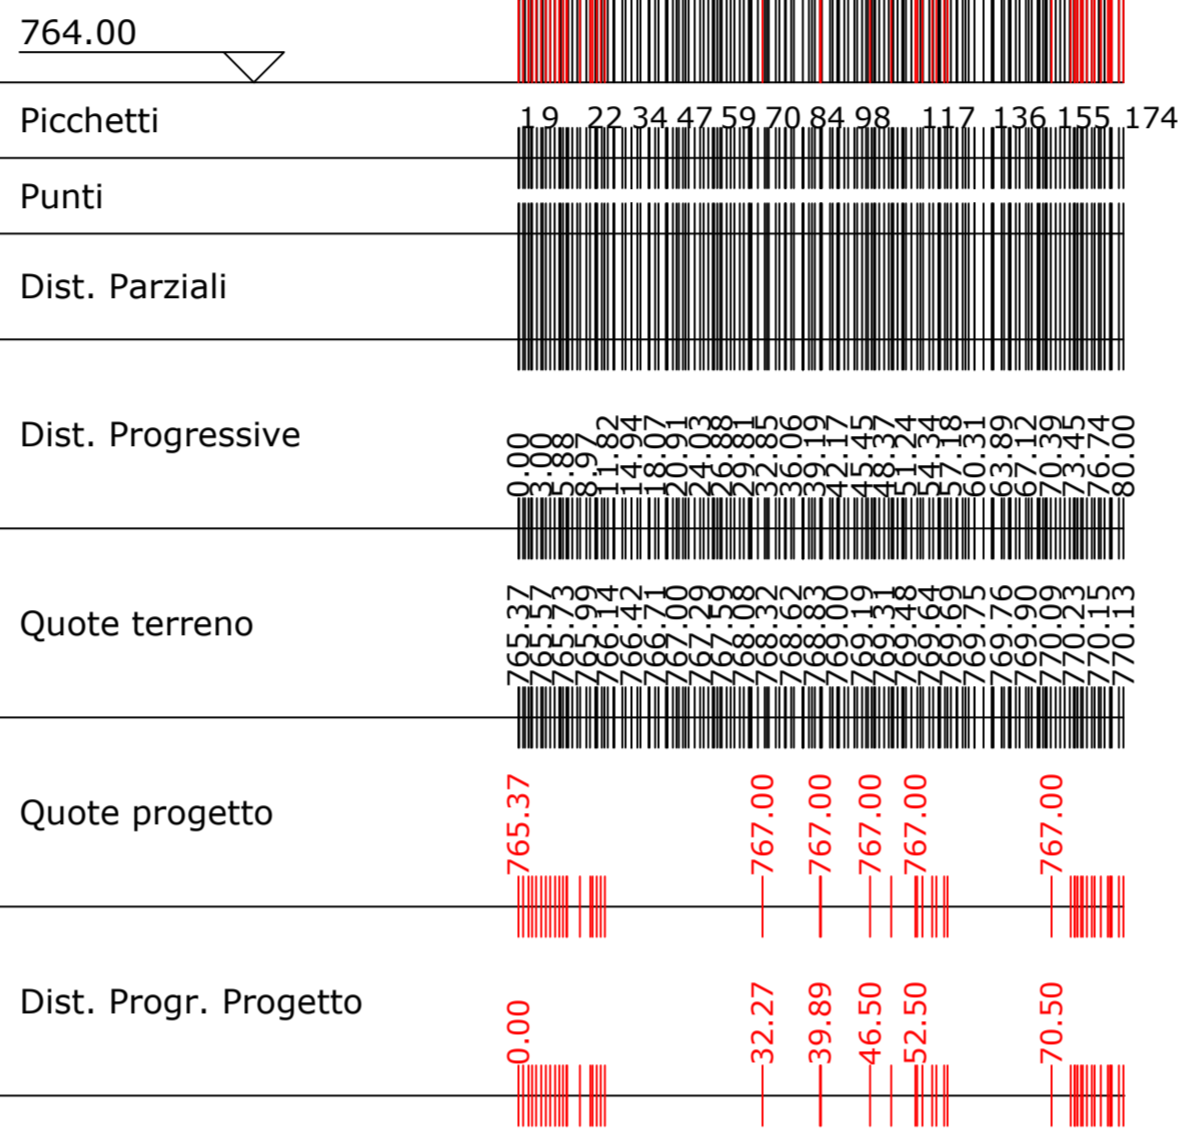 764.00
Picchetti 1 9 22 34 47 59 70 84 98 117 136 155 174
Punti
Dist. Parziali
Dist. Progressive 0.00 3.00 5.88 8.97 11.82 14.94 18.07 20.91 24.03 26.88 29.81 32.85 36.06 39.19 42.17 45.45 48.37 51.24 54.34 57.18 60.31 63.89 67.12 70.39 73.45 76.74 80.00
Quote terreno 765.37 765.57 765.73 765.99 766.14 766.42 766.71 767.00 767.29 767.59 768.08 768.32 768.62 768.83 769.00 769.19 769.31 769.48 769.64 769.69 769.75 769.76 769.90 770.09 770.23 770.15 770.13
Quote progetto 765.37 767.00 767.00 767.00 767.00 767.00
Dist. Progr. Progetto 0.00 32.27 39.89 46.50 52.50 70.50